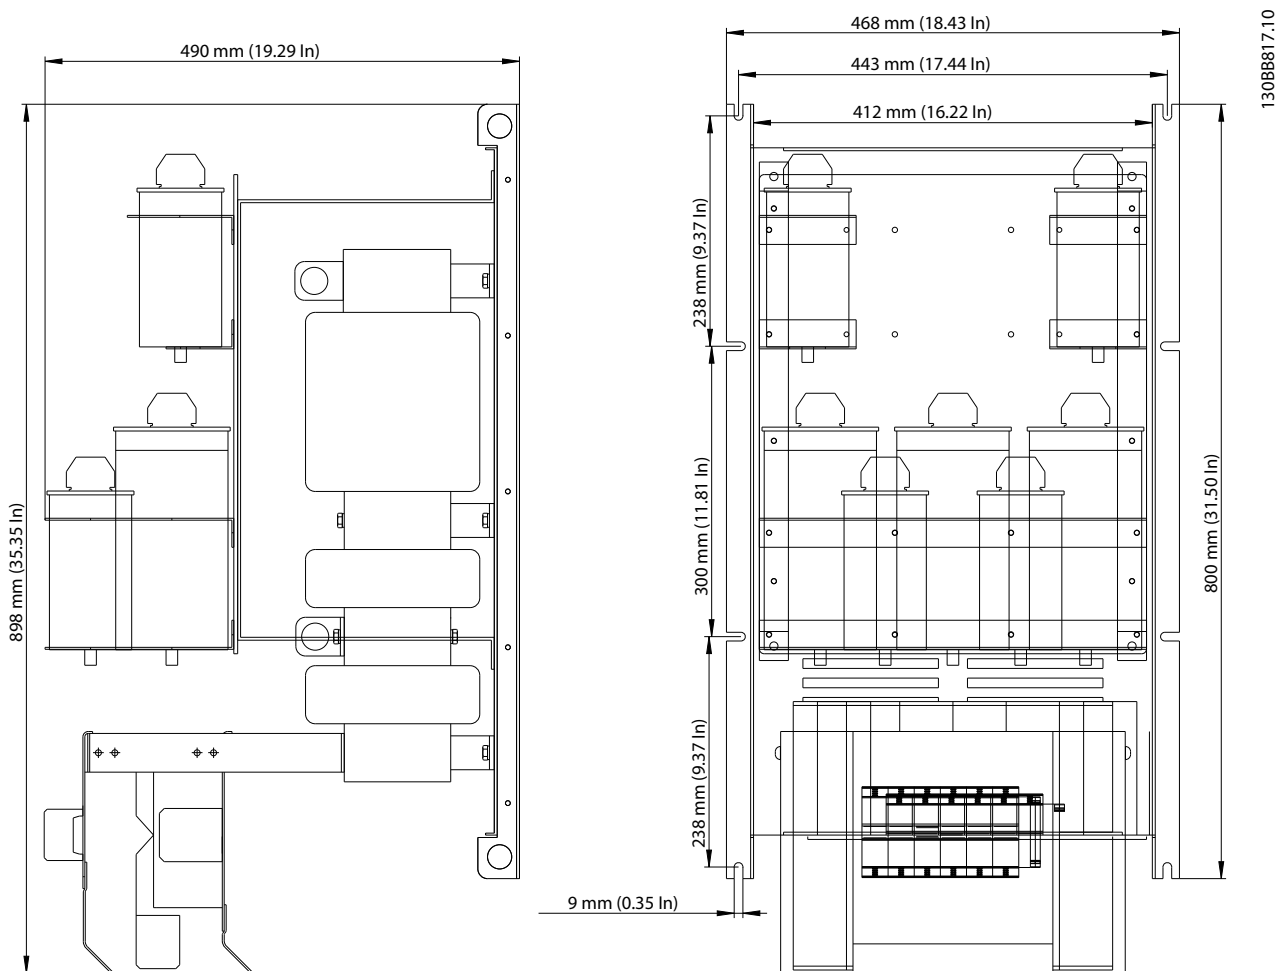 490 mm (19.29 In)
898 mm (35.35 In)
468 mm (18.43 In)
443 mm (17.44 In)
412 mm (16.22 In)
238 mm (9.37 In)
300 mm (11.81 In)
238 mm (9.37 In)
800 mm (31.50 In)
9 mm (0.35 In)
130BB817.10